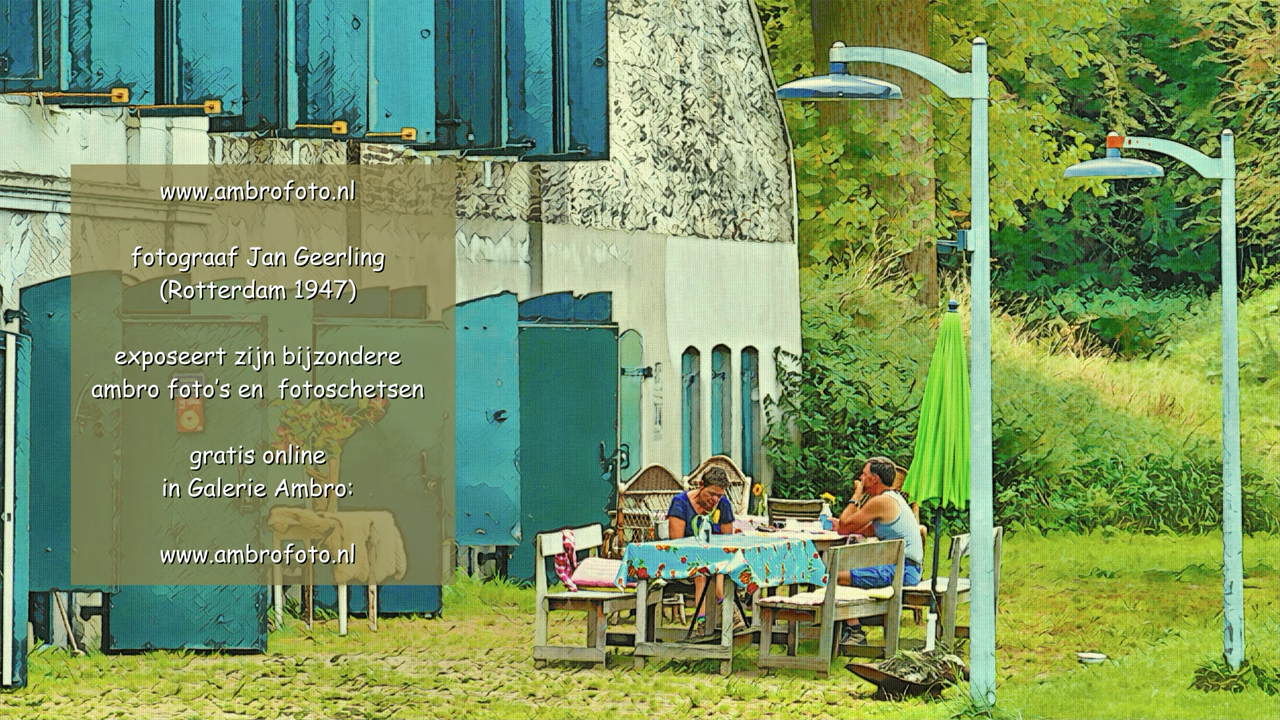 www.ambrofoto.nl
fotograaf Jan Geerling
(Rotterdam 1947)
exposeert zijn bijzondere
ambro foto's en fotoschetsen
gratis online
in Galerie Ambro:
www.ambrofoto.nl